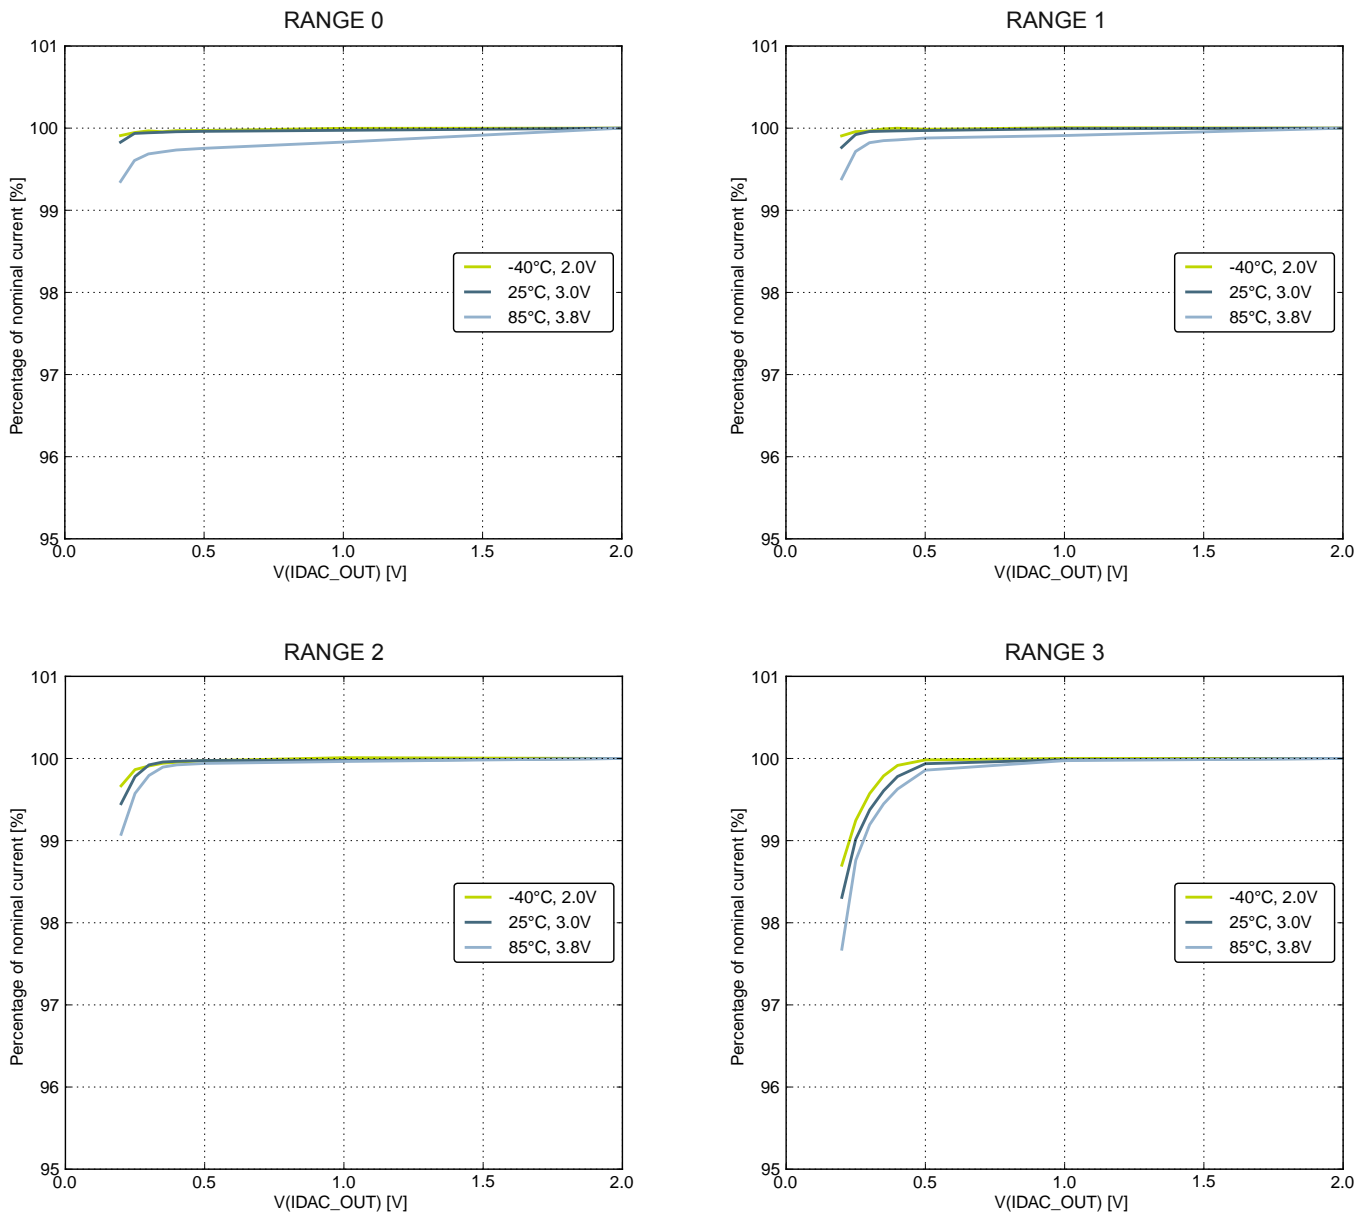 RANGE 0
101
100
99
98
97
96
95
0.0 0.5 1.0 1.5 2.0
V(IDAC_OUT) [V]
Percentage of nominal current [%]
-40°C, 2.0V
25°C, 3.0V
85°C, 3.8V
RANGE 1
101
100
99
98
97
96
95
0.0 0.5 1.0 1.5 2.0
V(IDAC_OUT) [V]
Percentage of nominal current [%]
-40°C, 2.0V
25°C, 3.0V
85°C, 3.8V
RANGE 2
101
100
99
98
97
96
95
0.0 0.5 1.0 1.5 2.0
V(IDAC_OUT) [V]
Percentage of nominal current [%]
-40°C, 2.0V
25°C, 3.0V
85°C, 3.8V
RANGE 3
101
100
99
98
97
96
95
0.0 0.5 1.0 1.5 2.0
V(IDAC_OUT) [V]
Percentage of nominal current [%]
-40°C, 2.0V
25°C, 3.0V
85°C, 3.8V